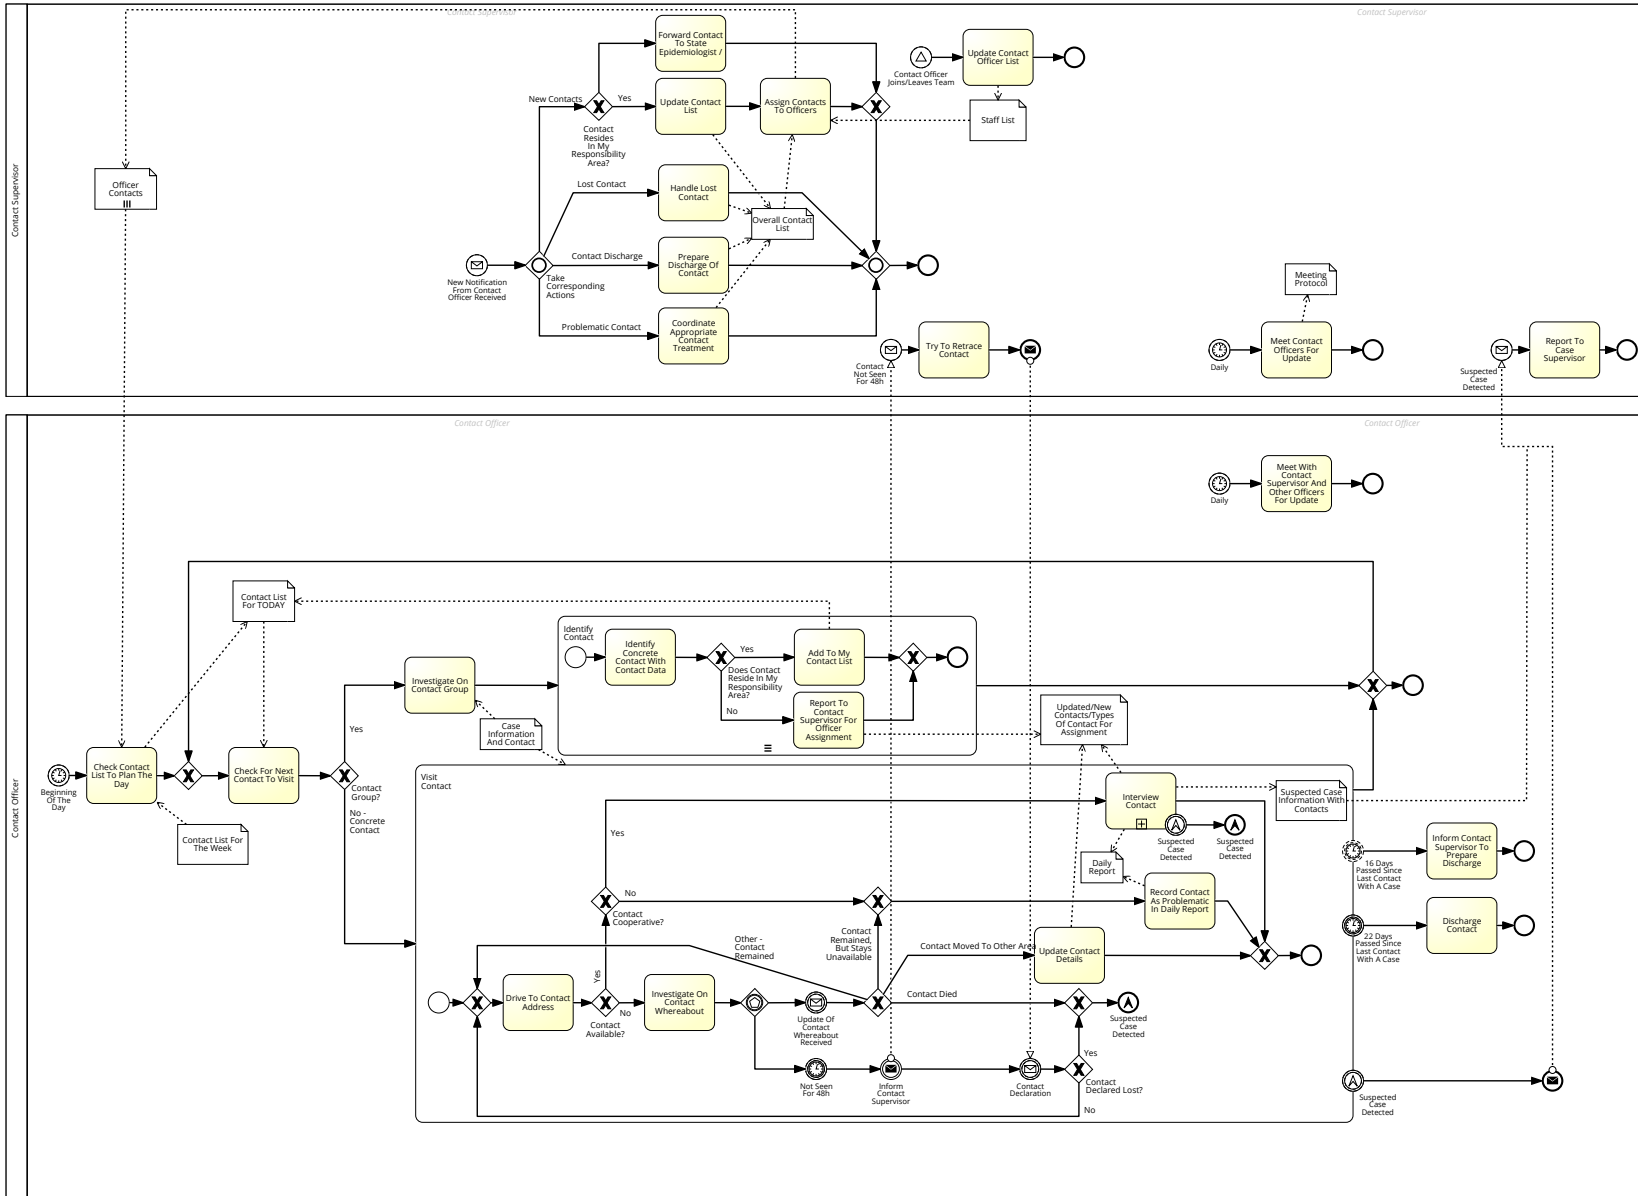 Contact Supervisor
Contact Supervisor
Contact Supervisor
Forward Contact
To State
Epidemiologist /
Update Contact
Officer List
Contact Officer
Joins/Leaves Team
New Contacts
Yes
Update Contact
List
Assign Contacts
To Officers
Staff List
Contact
Resides
In My
Responsibility
Area?
Officer
Contacts
Lost Contact
Handle Lost
Contact
Overall Contact
List
Contact Discharge
Prepare
Discharge Of
Contact
New Notification
From Contact
Officer Received
Take
Corresponding
Actions
Meeting
Protocol
Problematic Contact
Coordinate
Appropriate
Contact
Treatment
Contact
Not Seen
For 48h
Try To Retrace
Contact
Daily
Meet Contact
Officers For
Update
Suspected
Case
Detected
Report To
Case
Supervisor
Contact Officer
Contact Officer
Contact Officer
Daily
Meet With
Contact
Supervisor And
Other Officers
For Update
Contact List
For TODAY
Identify
Contact
Identify
Concrete
Contact With
Contact Data
Yes
Does Contact
Reside In My
Responsibility
Area?
No
Add To My
Contact List
Report To
Contact
Supervisor For
Officer
Assignment
Investigate On
Contact Group
Case
Information
And Contact
Updated/New
Contacts/Types
Of Contact For
Assignment
Beginning
Of The
Day
Check Contact
List To Plan The
Day
Check For Next
Contact To Visit
Contact List For
The Week
Yes
Contact
Group?
No -
Concrete
Contact
Visit
Contact
Interview
Contact
Suspected
Case
Detected
Suspected
Case
Detected
Suspected Case
Information With
Contacts
Yes
Daily
Report
16 Days
Passed Since
Last Contact
With A Case
Inform Contact
Supervisor To
Prepare
Discharge
No
Contact
Cooperative?
Record Contact
As Problematic
In Daily Report
22 Days
Passed Since
Last Contact
With A Case
Discharge
Contact
Other -
Contact
Remained
Contact
Remained,
But Stays
Unavailable
Contact Moved To Other Area
Update Contact
Details
Yes
Drive To Contact
Address
Contact
Available?
No
Investigate On
Contact
Whereabout
Update Of
Contact
Whereabout
Received
Contact Died
Suspected
Case
Detected
Not Seen
For 48h
Inform
Contact
Supervisor
Contact
Declaration
Yes
Contact
Declared Lost?
No
Suspected
Case
Detected